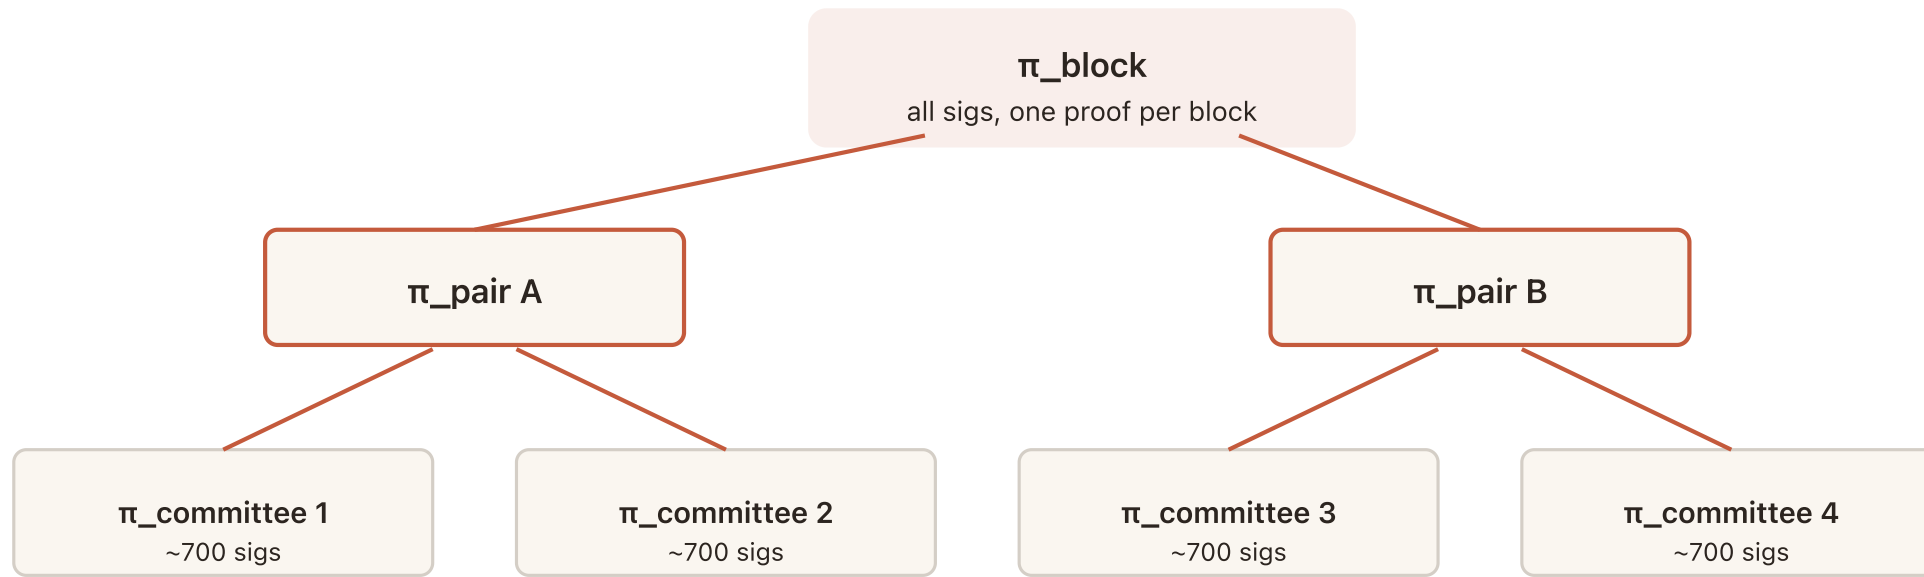 π_block
all sigs, one proof per block
π_pair A
π_pair B
π_committee 1
~700 sigs
π_committee 2
~700 sigs
π_committee 3
~700 sigs
π_committee 4
~700 sigs